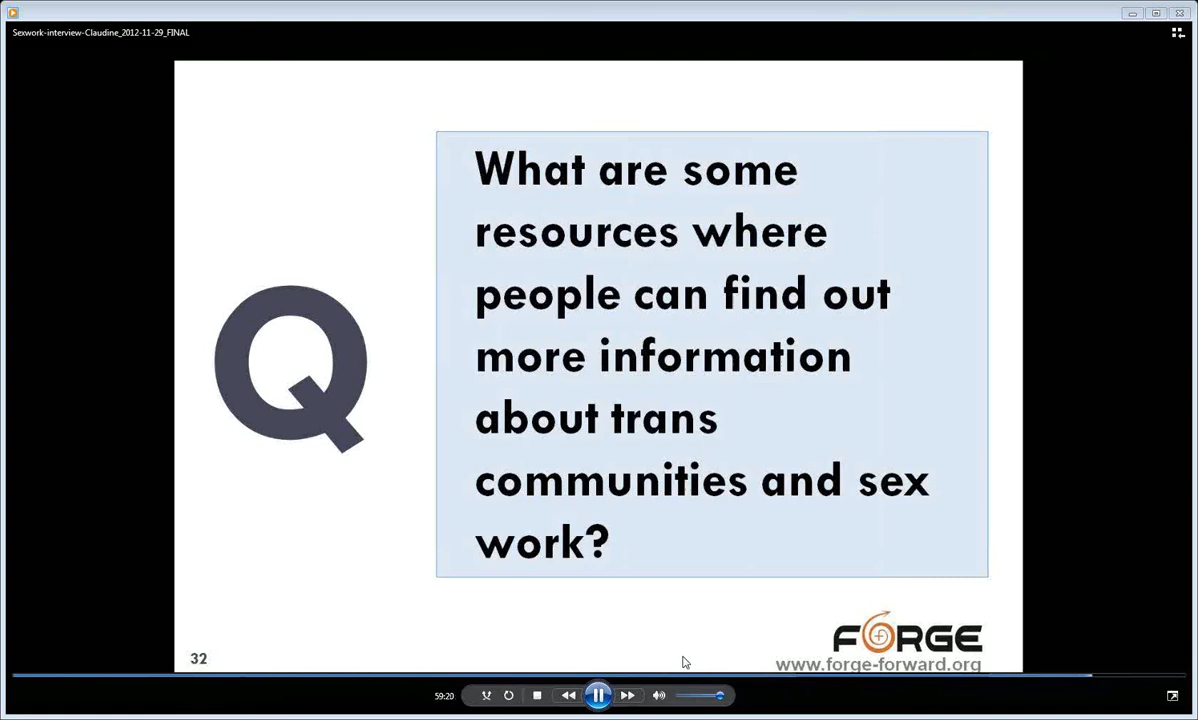 Sexwork-interview-Claudine_2012-11-29_FINAL
Q
What are some
resources where
people can find out
more information
about trans
communities and sex
work?
FORGE
www.forge-forward.org
32
59:20